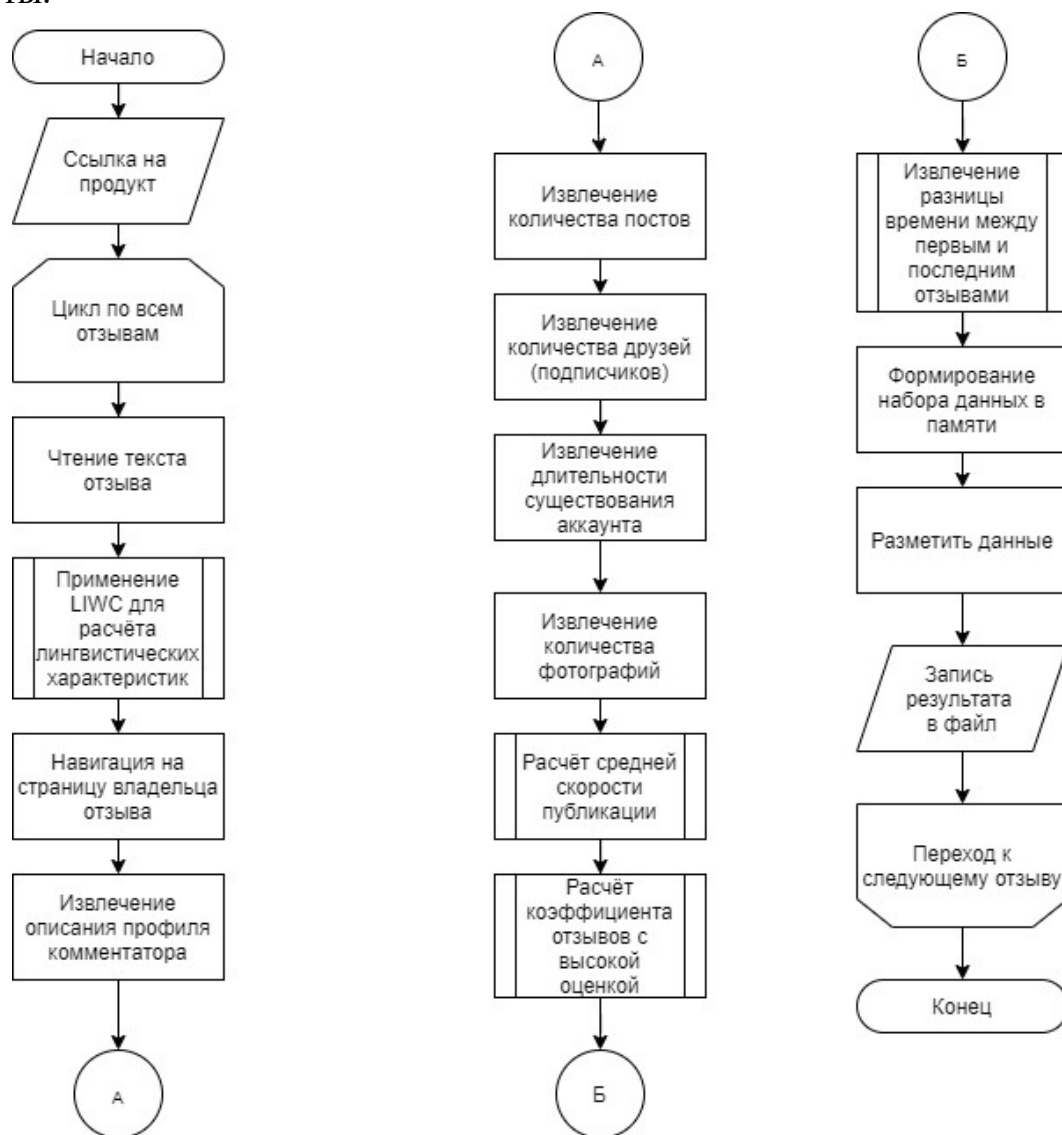 ты.
Начало
Ссылка на
продукт
Цикл по всем
отзывам
Чтение текста
отзыва
Применение
LIWC для
расчёта
лингвистических
характеристик
Навигация на
страницу владельца
отзыва
Извлечение
описания профиля
комментатора
А
А
Извлечение
количества постов
Извлечение
количества друзей
(подписчиков)
Извлечение
длительности
существования
аккаунта
Извлечение
количества
фотографий
Расчёт средней
скорости
публикации
Расчёт
коэффициента
отзывов с
высокой
оценкой
Б
Б
Извлечение
разницы
времени между
первым и
последним
отзывами
Формирование
набора данных в
памяти
Разметить данные
Запись
результата
в файл
Переход к
следующему отзыву
Конец